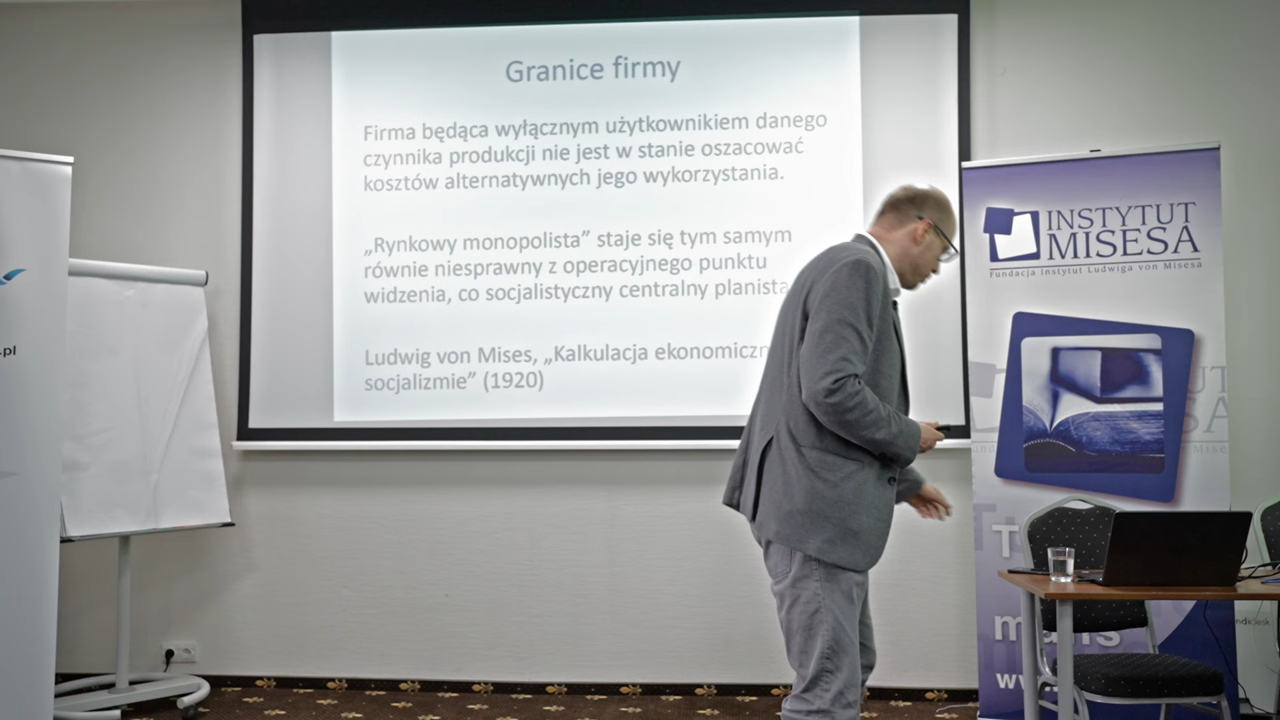 Granice firmy
Firma będąca wyłącznym użytkownikiem danego
czynnika produkcji nie jest w stanie oszacować
kosztów alternatywnych jego wykorzystania.
„Rynkowy monopolista” staje się tym samym
równie niesprawny z operacyjnego punktu
widzenia, co socjalistyczny centralny planista
Ludwig von Mises, „Kalkulacja ekonomiczn
socjalizmie” (1920)
.pl
INSTYTUT
MISESA
Fundacja Instytut Ludwiga von Misesa